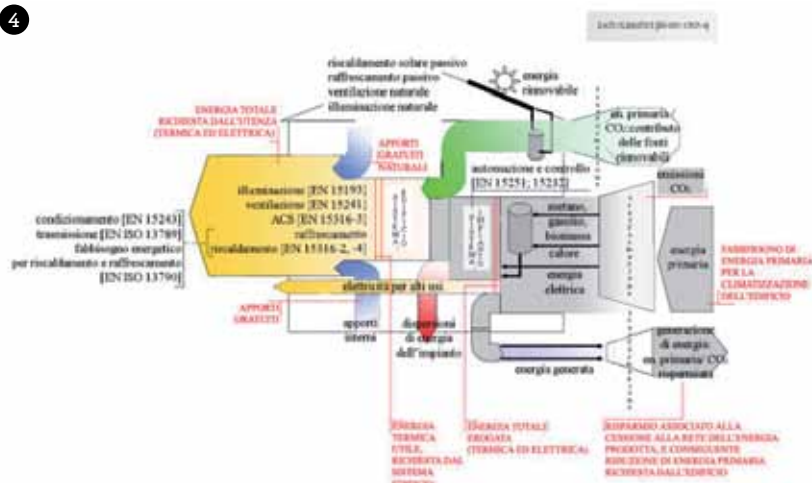 4
riscaldamento solare passivo
raffrescamento passivo
ventilazione naturale
illuminazione naturale
energia
rinnovabile
en. primaria/
CO₂: contributo
delle fonti
rinnovabili
ENERGIA TOTALE
RICHIESTA DALL'UTENZA
(TERMICA ED ELETTRICA)
APPORTI
GRATUITI
NATURALI
automazione e controllo
[EN 15251; 15232]
emissioni
CO₂
illuminazione [EN 15193]
ventilazione [EN 15241]
ACS [EN 15316-3]
raffrescamento
riscaldamento [EN 15316-2, -4]
condizionamento [EN 15243]
trasmissione [EN ISO 13789]
fabbisogno energetico
per riscaldamento e raffrescamento
[EN ISO 13790]
SISTEMA
EDIFICIO
SISTEMA
IMPIANTO
metano,
gasolio,
biomassa
calore
energia
elettrica
energia
primaria
FABBISOGNO DI
ENERGIA PRIMARIA
PER LA
CLIMATIZZAZIONE
DELL'EDIFICIO
elettricità per altri usi
APPORTI
GRATUITI
apporti
interni
dispersioni
di energia
dell'impianto
energia generata
generazione
di energia:
en. primaria/ CO₂
risparmiata
ENERGIA
TERMICA
UTILE,
RICHIESTA DAL
SISTEMA
ENERGIA TOTALE
EROGATA
(TERMICA ED ELETTRICA)
RISPARMIO ASSOCIATO ALLA
CESSIONE ALLA RETE DELL'ENERGIA
PRODOTTA, E CONSEGUENTE
RIDUZIONE DI ENERGIA PRIMARIA
RICHIESTA DALL'EDIFICIO